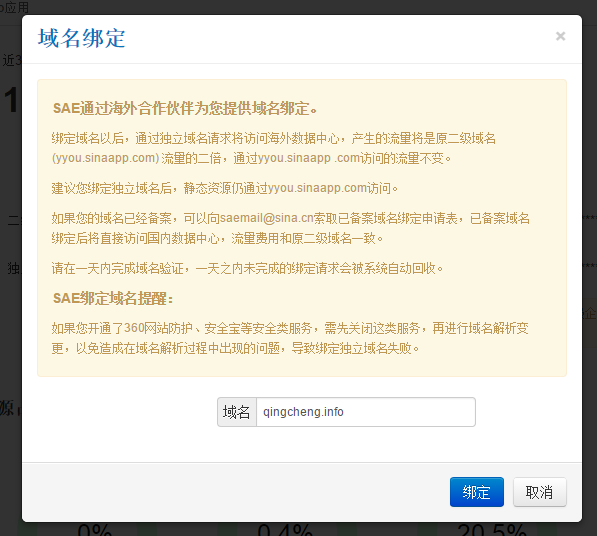 应用
域名绑定
×
近3
1
SAE通过海外合作伙伴为您提供域名绑定。
绑定域名以后，通过独立域名请求将访问海外数据中心，产生的流量将是原二级域名
(yyou.sinaapp.com) 流量的二倍，通过yyou.sinaapp .com访问的流量不变。
建议您绑定独立域名后，静态资源仍通过yyou.sinaapp.com访问。
如果您的域名已经备案，可以向saemail@sina.cn索取已备案域名绑定申请表，已备案域名
绑定后将直接访问国内数据中心，流量费用和原二级域名一致。
请在一天内完成域名验证，一天之内未完成的绑定请求会被系统自动回收。
SAE绑定域名提醒：
如果您开通了360网站防护、安全宝等安全类服务，需先关闭这类服务，再进行域名解析变
更，以免造成在域名解析过程中出现的问题，导致绑定独立域名失败。
二
独
企
源
域名 qingcheng.info
绑定 取消
0% 0.4% 20.5%